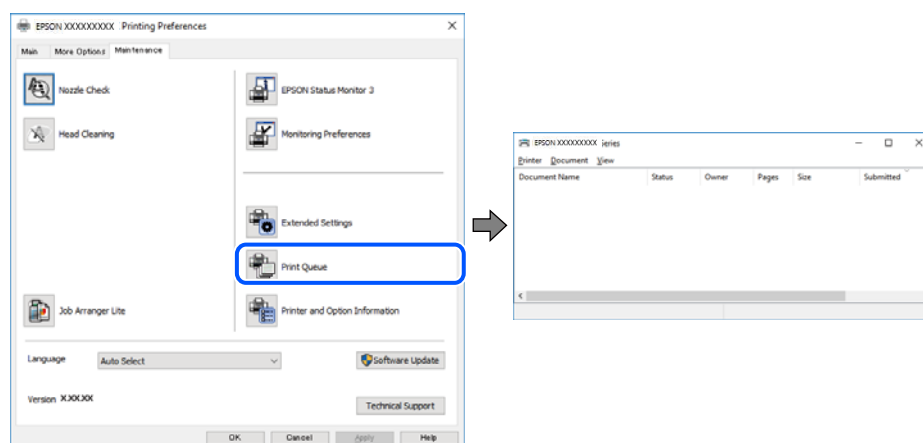 EPSON XXXXXXXXX Printing Preferences
Main More Options Maintenance
Nozzle Check
EPSON Status Monitor 3
Head Cleaning
Monitoring Preferences
Extended Settings
Print Queue
Job Arranger Lite
Printer and Option Information
Language Auto Select Software Update
Version X.XX.XX
Technical Support
OK Cancel Apply Help
EPSON XXXXXXXXX ieries
Printer Document View
Document Name Status Owner Pages Size Submitted